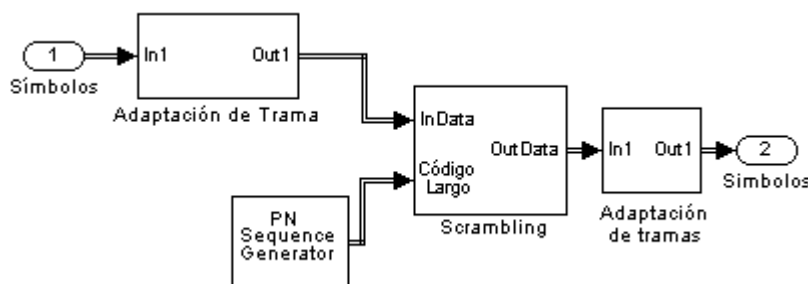 1
Símbolos
In1
Out1
Adaptación de Trama
InData
Código
Largo
OutData
Scrambling
PN
Sequence
Generator
In1
Out1
Adaptación
de tramas
2
Simbolos